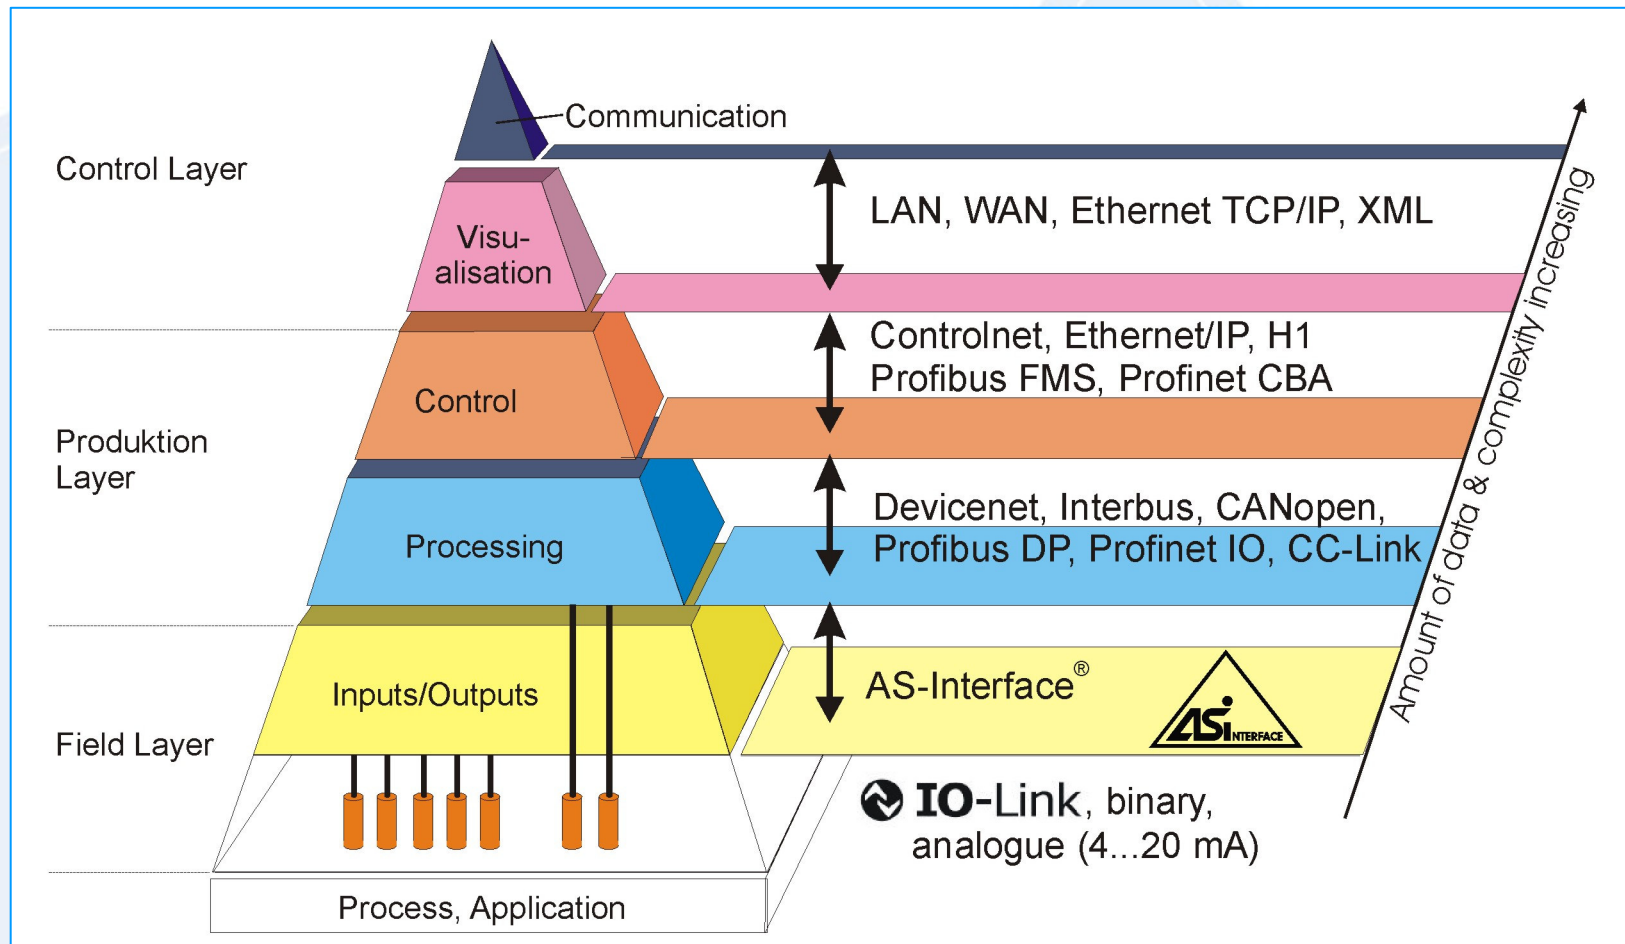 Communication
Control Layer
LAN, WAN, Ethernet TCP/IP, XML
Visu-
alisation
Controlnet, Ethernet/IP, H1
Profibus FMS, Profinet CBA
Control
Produktion
Layer
Devicenet, Interbus, CANopen,
Profibus DP, Profinet IO, CC-Link
Processing
AS-Interface®
ASi INTERFACE
Inputs/Outputs
Field Layer
IO-Link, binary,
analogue (4...20 mA)
Process, Application
Amount of data & complexity increasing